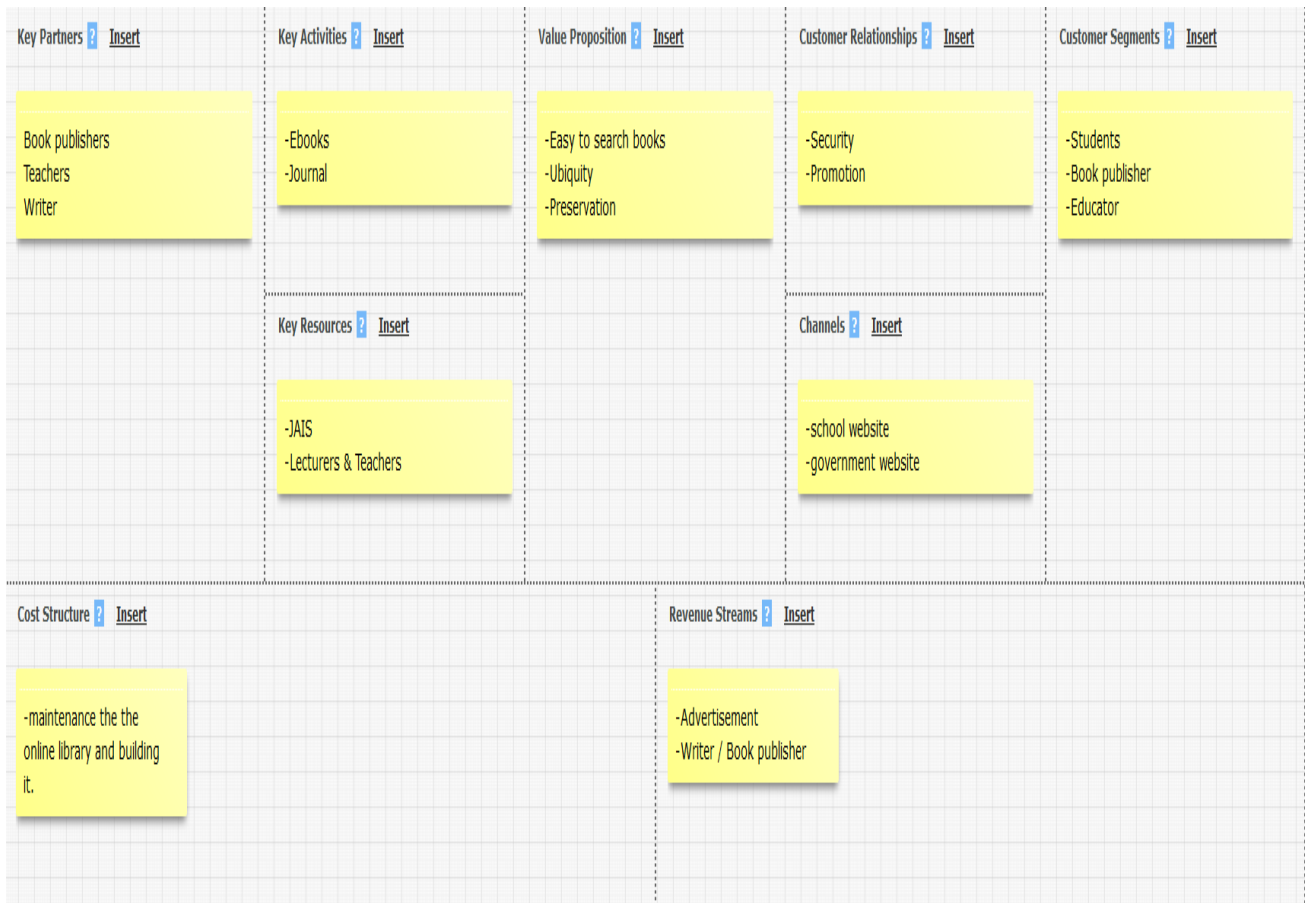 Key Partners ? Insert
Book publishers
Teachers
Writer
Key Activities ? Insert
-Ebooks
-Journal
Key Resources ? Insert
-JAIS
-Lecturers & Teachers
Value Proposition ? Insert
-Easy to search books
-Ubiquity
-Preservation
Customer Relationships ? Insert
-Security
-Promotion
Channels ? Insert
-school website
-government website
Customer Segments ? Insert
-Students
-Book publisher
-Educator
Cost Structure ? Insert
-maintenance the the
online library and building
it.
Revenue Streams ? Insert
-Advertisement
-Writer / Book publisher